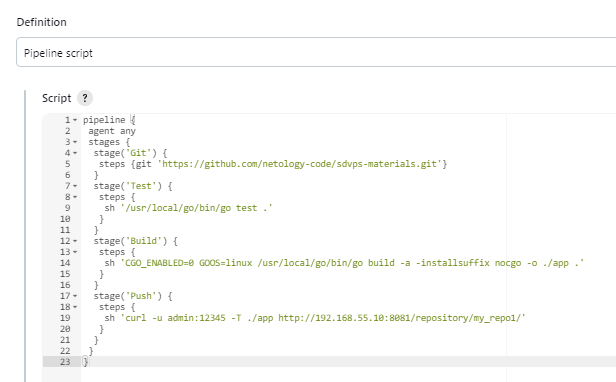 Definition
Pipeline script
Script ?
1 pipeline {
2 agent any
3 stages {
4 stage('Git') {
5 steps {git 'https://github.com/netology-code/sdvps-materials.git'}
6 }
7 stage('Test') {
8 steps {
9 sh '/usr/local/go/bin/go test .'
10 }
11 }
12 stage('Build') {
13 steps {
14 sh 'CGO_ENABLED=0 GOOS=linux /usr/local/go/bin/go build -a -installsuffix nocgo -o ./app .'
15 }
16 }
17 stage('Push') {
18 steps {
19 sh 'curl -u admin:12345 -T ./app http://192.168.55.10:8081/repository/my_repo1/'
20 }
21 }
22 }
23 }